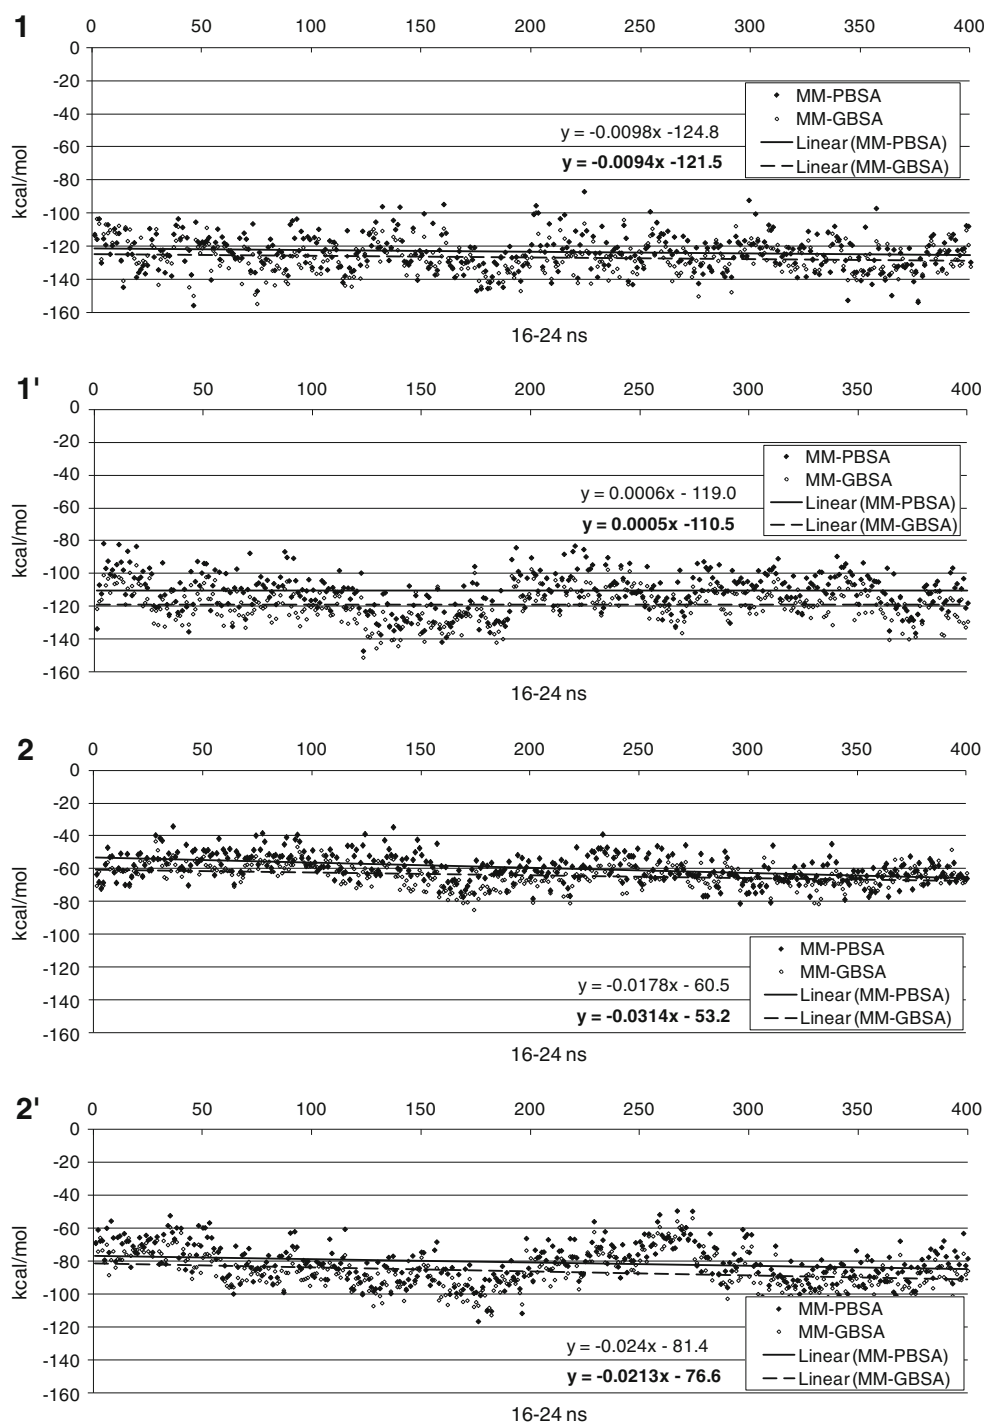 1
0 50 100 150 200 250 300 350 400
0
-20
-40
-60
-80
-100
-120
-140
-160
kcal/mol
MM-PBSA
MM-GBSA
Linear (MM-PBSA)
Linear (MM-GBSA)
y = -0.0098x -124.8
y = -0.0094x -121.5
16-24 ns
1'
0 50 100 150 200 250 300 350 400
0
-20
-40
-60
-80
-100
-120
-140
-160
kcal/mol
MM-PBSA
MM-GBSA
Linear (MM-PBSA)
Linear (MM-GBSA)
y = 0.0006x - 119.0
y = 0.0005x -110.5
16-24 ns
2
0 50 100 150 200 250 300 350 400
0
-20
-40
-60
-80
-100
-120
-140
-160
kcal/mol
MM-PBSA
MM-GBSA
Linear (MM-PBSA)
Linear (MM-GBSA)
y = -0.0178x - 60.5
y = -0.0314x - 53.2
16-24 ns
2'
0 50 100 150 200 250 300 350 400
0
-20
-40
-60
-80
-100
-120
-140
-160
kcal/mol
MM-PBSA
MM-GBSA
Linear (MM-PBSA)
Linear (MM-GBSA)
y = -0.024x - 81.4
y = -0.0213x - 76.6
16-24 ns